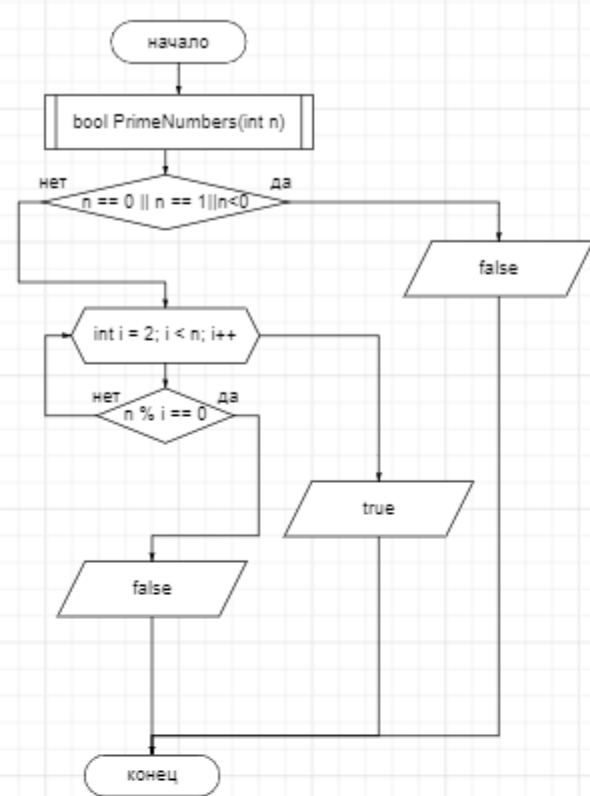 начало
bool PrimeNumbers(int n)
нет
да
n == 0 || n == 1||n<0
false
int i = 2; i < n; i++
нет
да
n % i == 0
true
false
конец